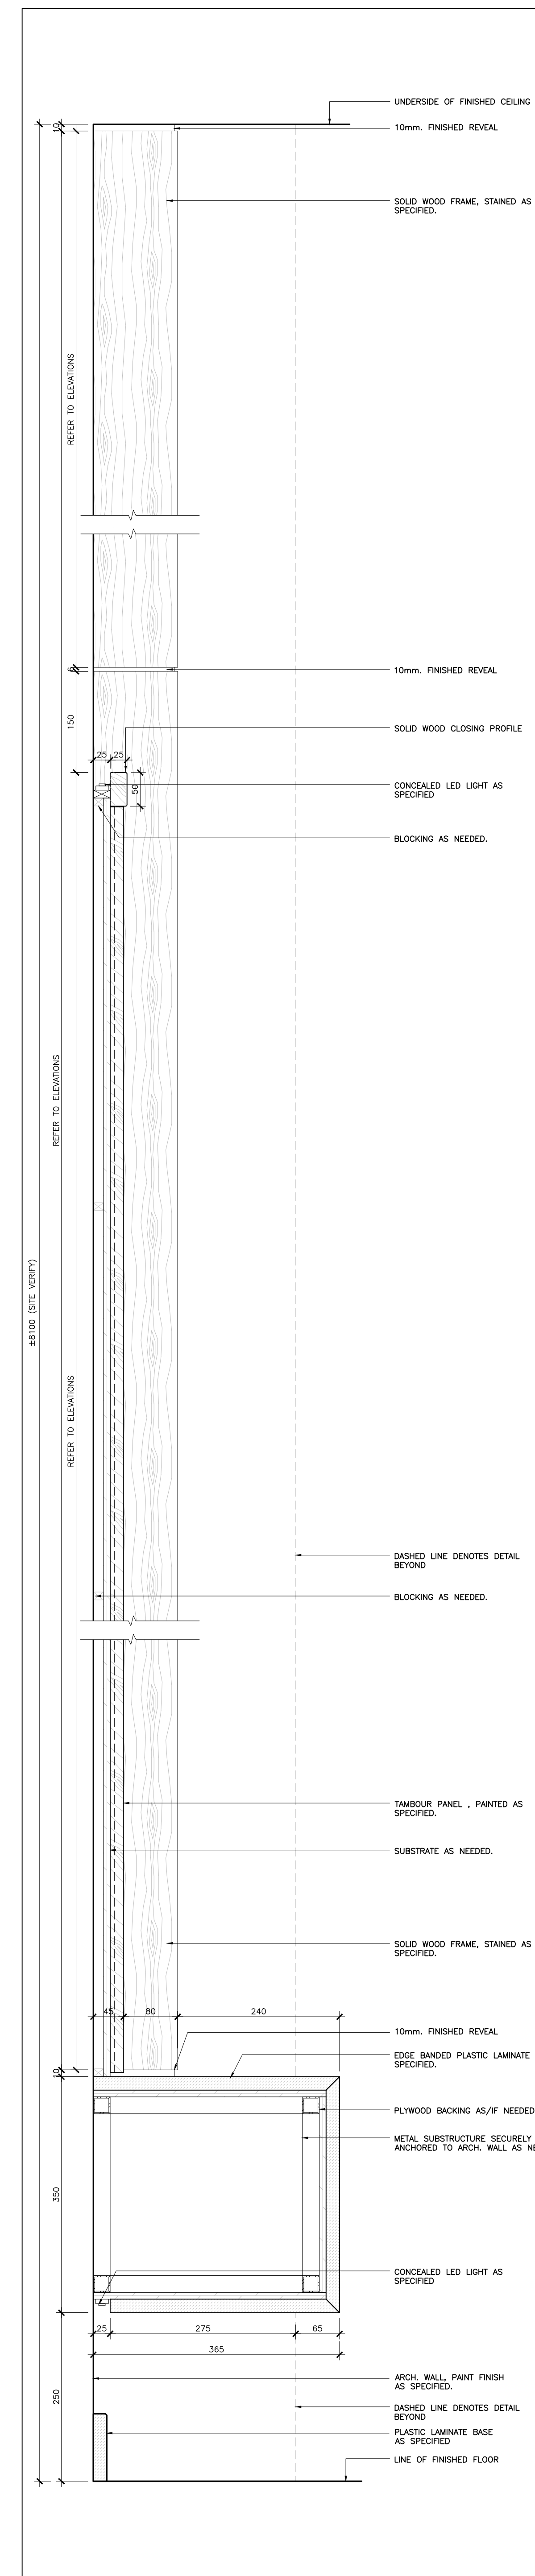 UNDERSIDE OF FINISHED CEILING
10
10mm. FINISHED REVEAL
SOLID WOOD FRAME, STAINED AS
SPECIFIED.
REFER TO ELEVATIONS
6
10mm. FINISHED REVEAL
150
SOLID WOOD CLOSING PROFILE
25
25
50
CONCEALED LED LIGHT AS
SPECIFIED
BLOCKING AS NEEDED.
REFER TO ELEVATIONS
±8100 (SITE VERIFY)
REFER TO ELEVATIONS
DASHED LINE DENOTES DETAIL
BEYOND
BLOCKING AS NEEDED.
TAMBOUR PANEL , PAINTED AS
SPECIFIED.
SUBSTRATE AS NEEDED.
SOLID WOOD FRAME, STAINED AS
SPECIFIED.
45
80
240
10mm. FINISHED REVEAL
10
EDGE BANDED PLASTIC LAMINATE
SPECIFIED.
PLYWOOD BACKING AS/IF NEEDED
METAL SUBSTRUCTURE SECURELY
ANCHORED TO ARCH. WALL AS NE
350
CONCEALED LED LIGHT AS
SPECIFIED
25
275
65
365
ARCH. WALL, PAINT FINISH
AS SPECIFIED.
250
DASHED LINE DENOTES DETAIL
BEYOND
PLASTIC LAMINATE BASE
AS SPECIFIED
LINE OF FINISHED FLOOR